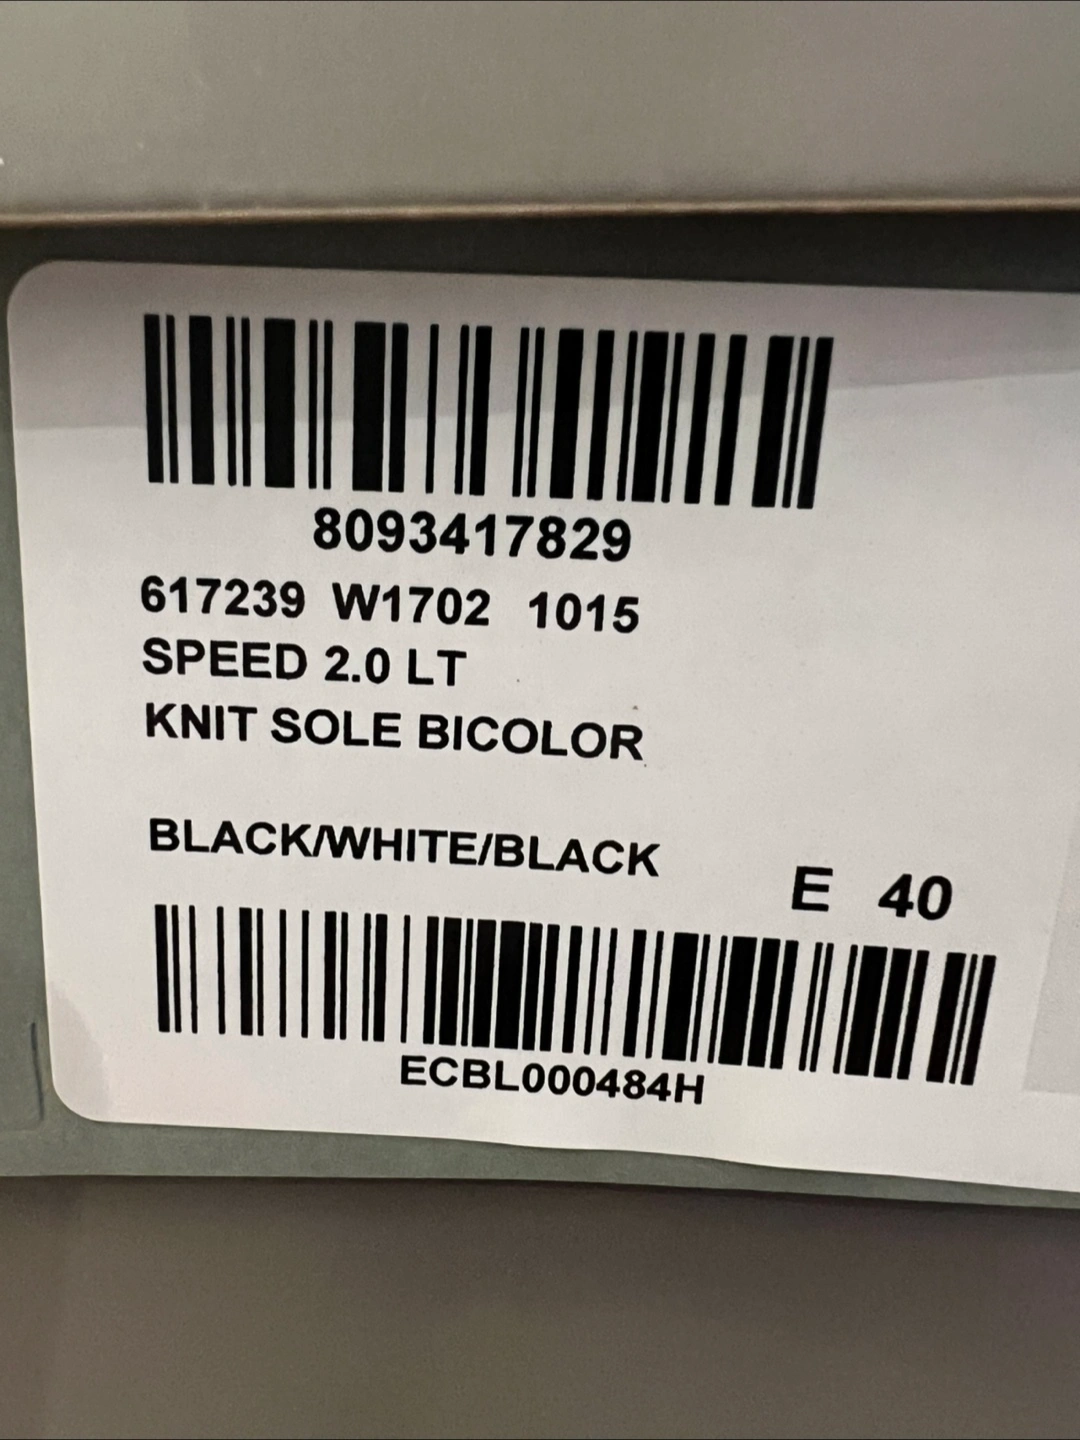 8093417829
617239 W1702 1015
SPEED 2.0 LT
KNIT SOLE BICOLOR
BLACK/WHITE/BLACK
E 40
ECBL000484H